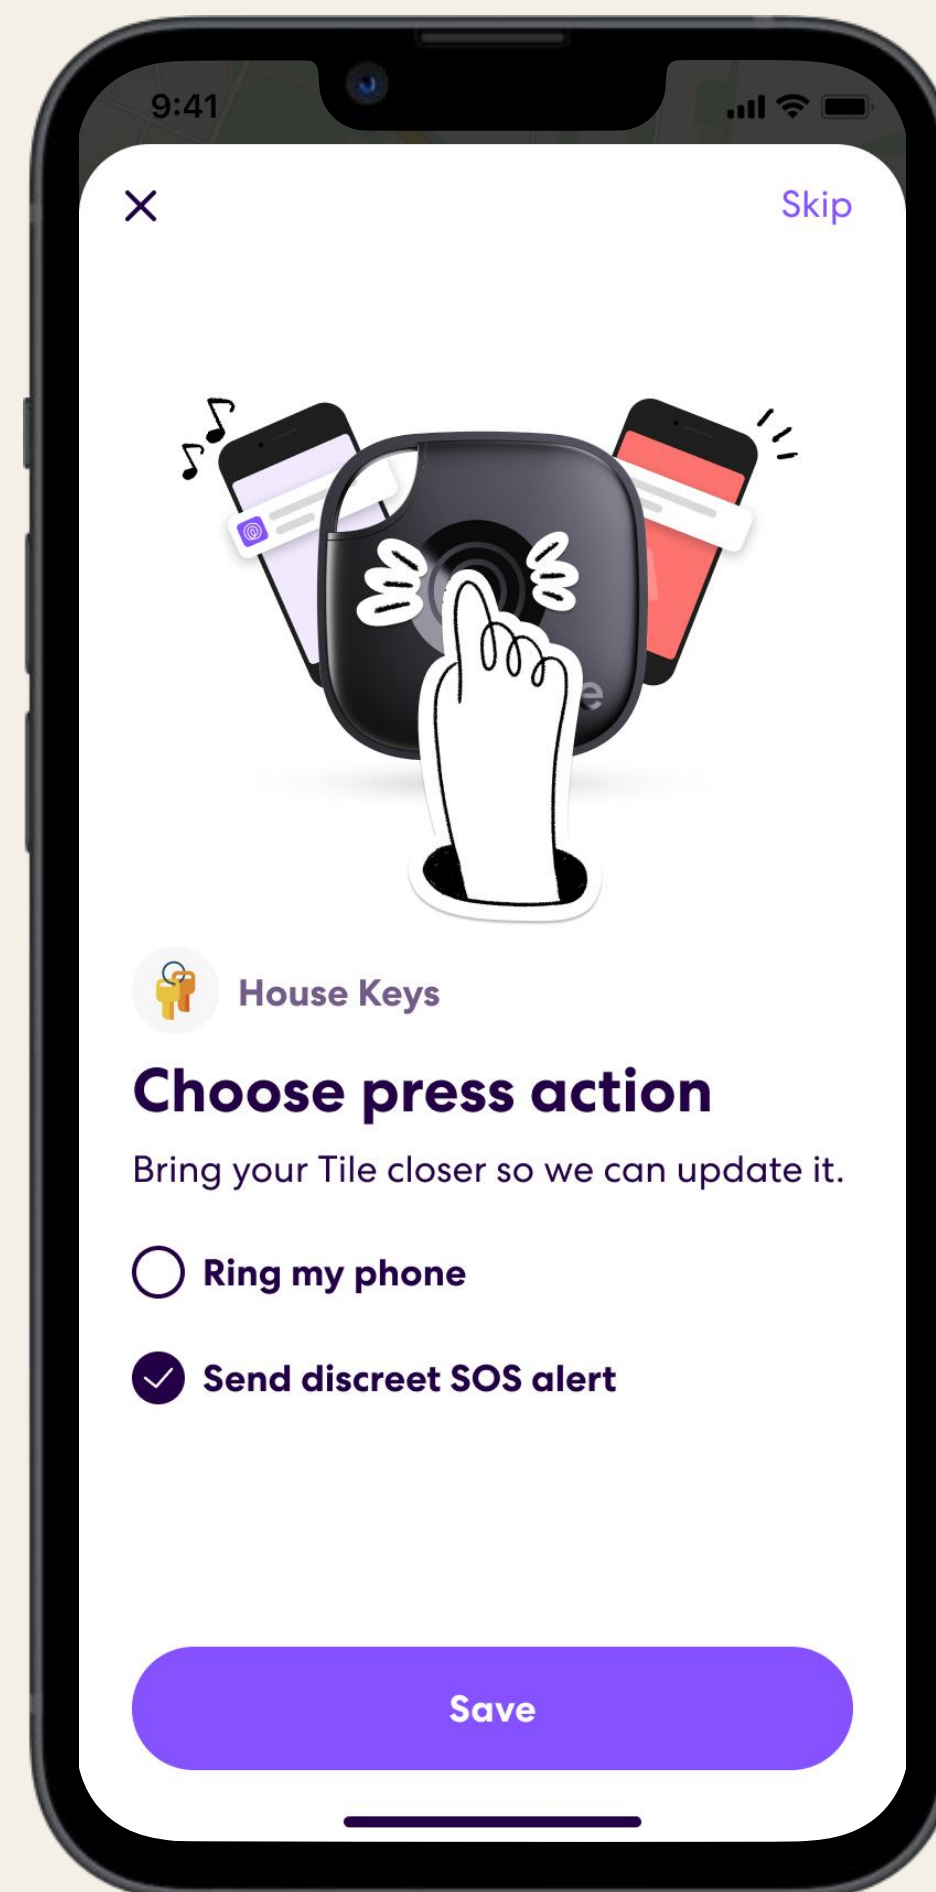 9:41
Skip
e
House Keys
Choose press action
Bring your Tile closer so we can update it.
Ring my phone
Send discreet SOS alert
Save